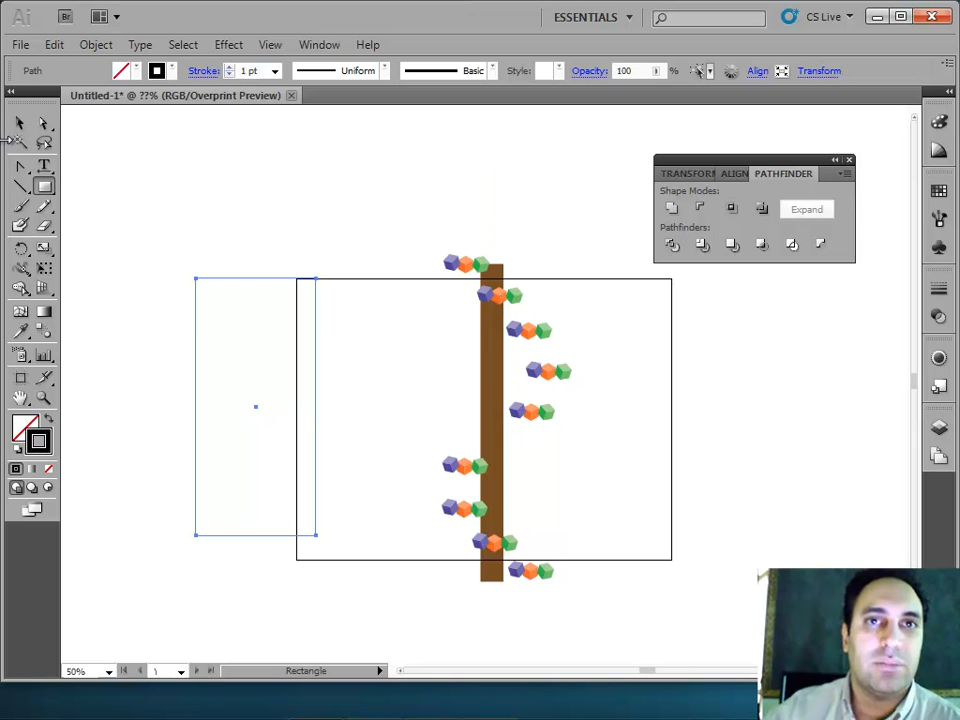 Ai Br ESSENTIALS CS Live
File Edit Object Type Select Effect View Window Help
Path Stroke: 1 pt Uniform Basic Style: Opacity: 100 % Align Transform
Untitled-1* @ ??% (RGB/Overprint Preview)
TRANSFORM ALIGN PATHFINDER
Shape Modes:
Expand
Pathfinders:
50% Rectangle